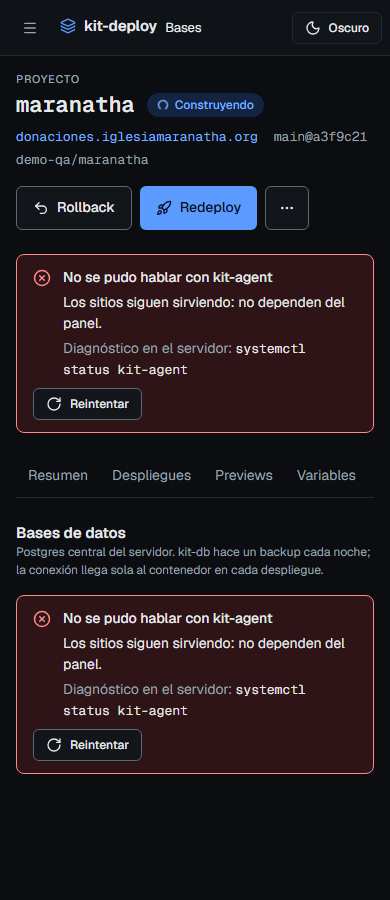 kit-deploy Bases Oscuro
PROYECTO
maranatha Construyendo
donaciones.iglesiamaranatha.org main@a3f9c21
demo-qa/maranatha
Rollback Redeploy ...
No se pudo hablar con kit-agent
Los sitios siguen sirviendo: no dependen del
panel.
Diagnóstico en el servidor: systemctl
status kit-agent
Reintentar
Resumen Despliegues Previews Variables
Bases de datos
Postgres central del servidor. kit-db hace un backup cada noche;
la conexión llega sola al contenedor en cada despliegue.
No se pudo hablar con kit-agent
Los sitios siguen sirviendo: no dependen del
panel.
Diagnóstico en el servidor: systemctl
status kit-agent
Reintentar